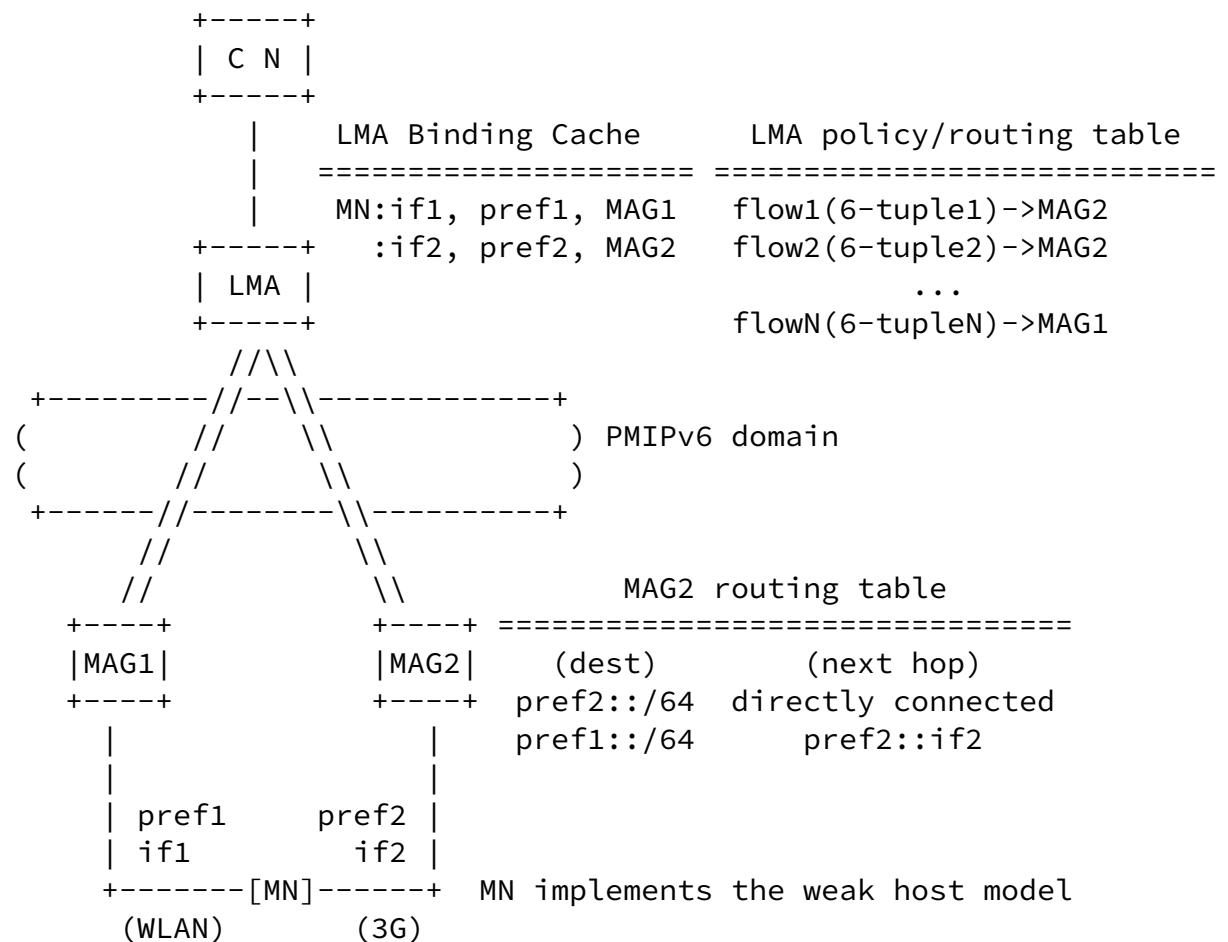 C N
LMA Binding Cache LMA policy/routing table
===================== ============================
MN:if1, pref1, MAG1 flow1(6-tuple1)->MAG2
:if2, pref2, MAG2 flow2(6-tuple2)->MAG2
LMA ...
flowN(6-tupleN)->MAG1
PMIPv6 domain
MAG2 routing table
================================
MAG1 MAG2 (dest) (next hop)
pref2::/64 directly connected
pref1::/64 pref2::if2
pref1 pref2
if1 if2
[MN] MN implements the weak host model
(WLAN) (3G)